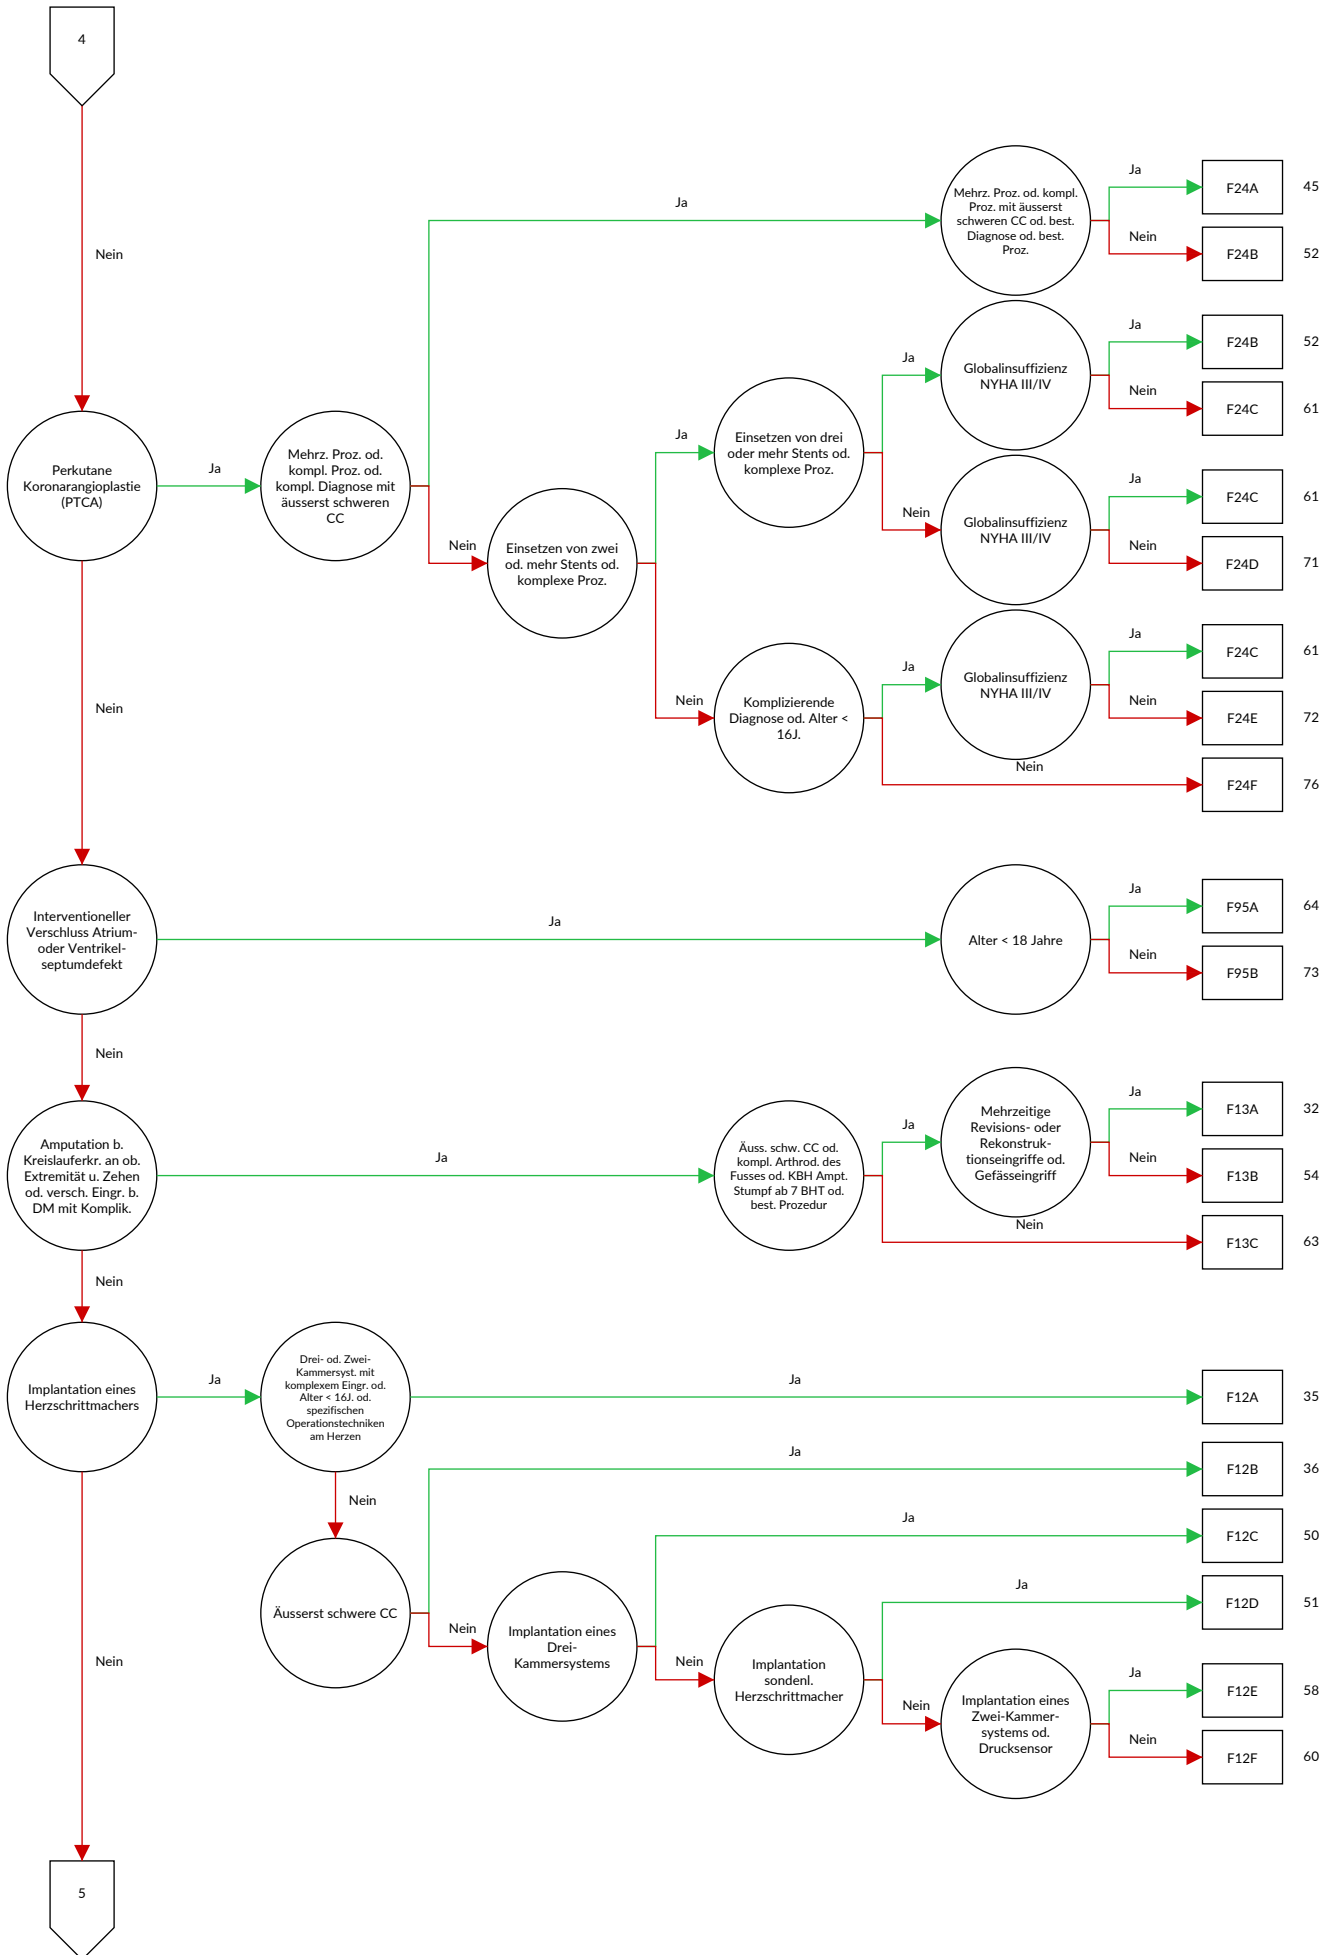 4
Nein
Perkutane
Koronarangioplastie
(PTCA)
Ja
Mehrz. Proz. od.
kompl. Proz. od.
kompl. Diagnose mit
äusserst schweren
CC
Ja
Mehrz. Proz. od. kompl.
Proz. mit äusserst
schweren CC od. best.
Diagnose od. best.
Proz.
Ja
F24A
45
Nein
F24B
52
Nein
Einsetzen von zwei
od. mehr Stents od.
komplexe Proz.
Ja
Einsetzen von drei
oder mehr Stents od.
komplexe Proz.
Ja
Globalinsuffizienz
NYHA III/IV
Ja
F24B
52
Nein
F24C
61
Nein
Globalinsuffizienz
NYHA III/IV
Ja
F24C
61
Nein
F24D
71
Nein
Komplizierende
Diagnose od. Alter <
16J.
Ja
Globalinsuffizienz
NYHA III/IV
Ja
F24C
61
Nein
F24E
72
Nein
F24F
76
Nein
Interventioneller
Verschluss Atrium-
oder Ventrikel-
septumdefekt
Ja
Alter < 18 Jahre
Ja
F95A
64
Nein
F95B
73
Nein
Amputation b.
Kreislauferkr. an ob.
Extremität u. Zehen
od. versch. Eingr. b.
DM mit Komplik.
Ja
Äuss. schw. CC od.
kompl. Arthrod. des
Fusses od. KBH Ampt.
Stumpf ab 7 BHT od.
best. Prozedur
Ja
Mehrzeitige
Revisions- oder
Rekonstruk-
tionseingriffe od.
Gefässeingriff
Ja
F13A
32
Nein
F13B
54
Nein
F13C
63
Nein
Implantation eines
Herzschrittmachers
Ja
Drei- od. Zwei-
Kammersyst. mit
komplexem Eingr. od.
Alter < 16J. od.
spezifischen
Operationstechniken
am Herzen
Ja
F12A
35
Nein
Äusserst schwere CC
Ja
F12B
36
Nein
Implantation eines
Drei-
Kammersystems
Ja
F12C
50
Nein
Implantation
sondenl.
Herzschrittmacher
Ja
F12D
51
Nein
Implantation eines
Zwei-Kammer-
systems od.
Drucksensor
Ja
F12E
58
Nein
F12F
60
Nein
5